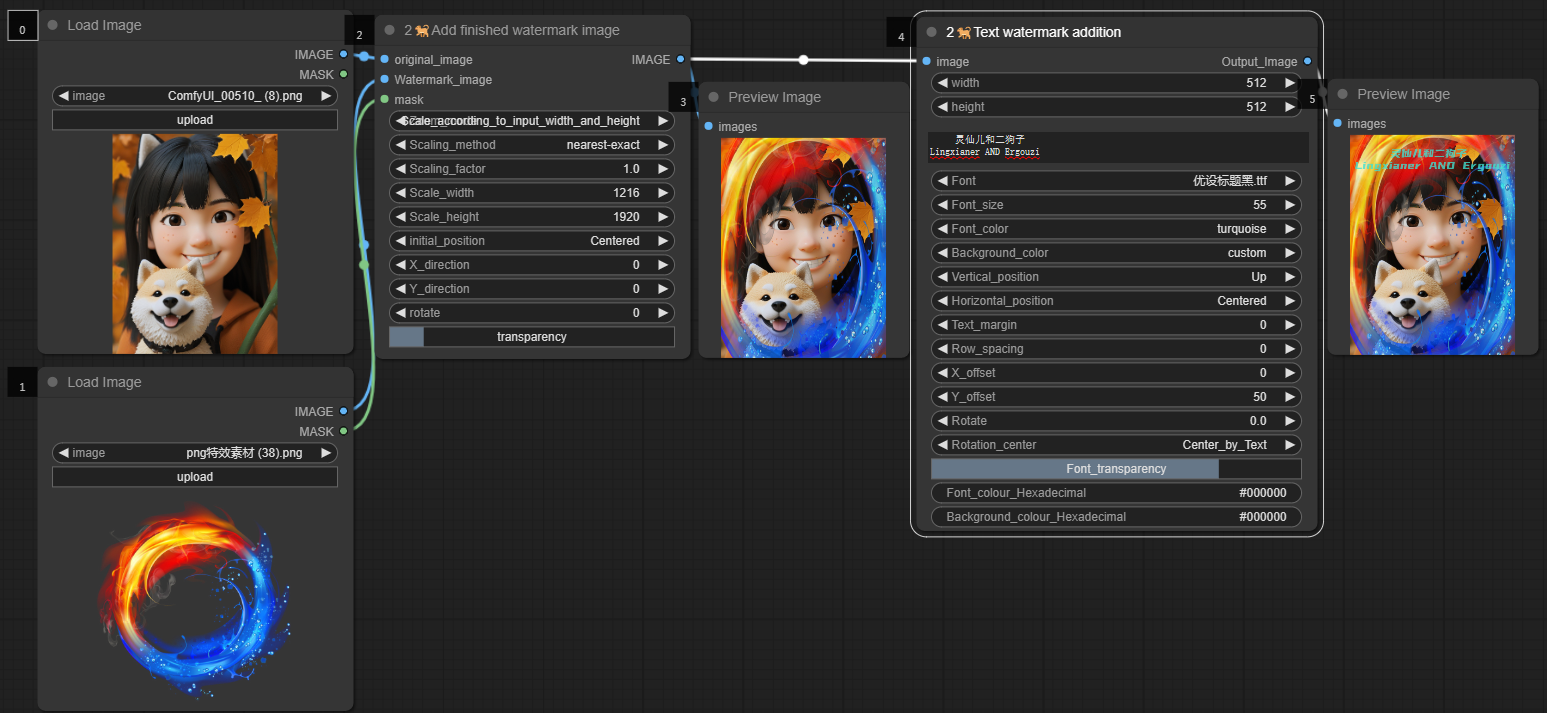 0
Load Image
IMAGE
MASK
image ComfyUI_00510_ (8).png
upload
1
Load Image
IMAGE
MASK
image png特效素材 (38).png
upload
2
2🐕Add finished watermark image
original_image IMAGE
Watermark_image
mask
Scale_according_to_input_width_and_height
Scaling_method nearest-exact
Scaling_factor 1.0
Scale_width 1216
Scale_height 1920
initial_position Centered
X_direction 0
Y_direction 0
rotate 0
transparency
3
Preview Image
images
4
2🐕Text watermark addition
image Output_Image
width 512
height 512
灵仙儿和二狗子
Lingxianer AND Ergouzi
Font 优设标题黑.ttf
Font_size 55
Font_color turquoise
Background_color custom
Vertical_position Up
Horizontal_position Centered
Text_margin 0
Row_spacing 0
X_offset 0
Y_offset 50
Rotate 0.0
Rotation_center Center_by_Text
Font_transparency
Font_colour_Hexadecimal #000000
Background_colour_Hexadecimal #000000
5
Preview Image
images
灵仙儿和二狗子
Lingxianer AND Ergouzi